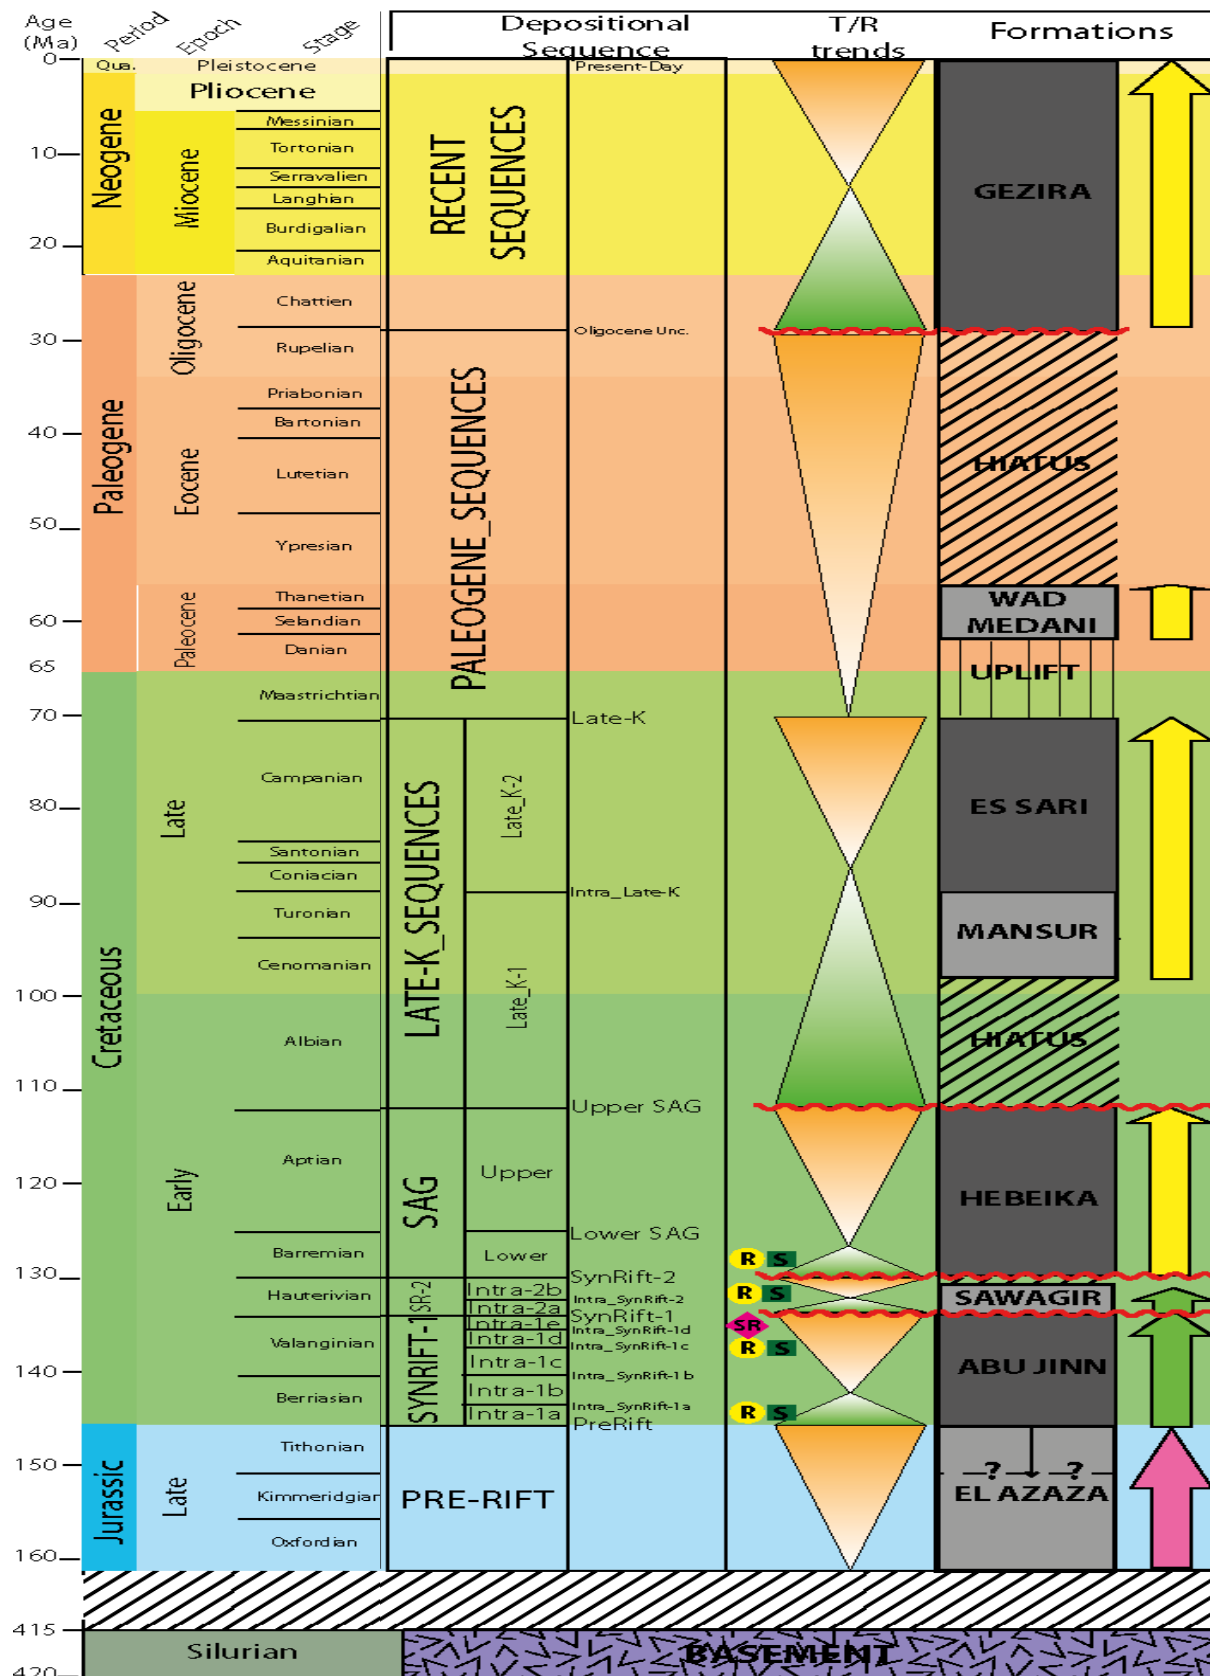 Age
(Ma)
Period
Epoch
Stage
Depositional
Sequence
T/R
trends
Formations
0
Qua.
Pleistocene
Present-Day
Pliocene
Neogene
Miocene
Messinian
Tortonian
10
Serravalien
Langhian
Burdigalian
20
Aquitanian
RECENT
SEQUENCES
GEZIRA
Paleogene
Oligocene
Chattien
Oligocene Unc.
30
Rupelian
Eocene
Priabonian
40
Bartonian
Lutetian
50
Ypresian
PALEOGENE_SEQUENCES
HIATUS
Paleocene
Thanetian
60
Selandian
Danian
WAD
MEDANI
65
UPLIFT
Cretaceous
Late
Maastrichtian
70
Late-K
Campanian
80
Santonian
Coniacian
LATE-K_SEQUENCES
Late_K-2
ES SARI
Intra_Late-K
90
Turonian
MANSUR
Cenomanian
Late_K-1
100
Early
Albian
HIATUS
110
Upper SAG
Aptian
SAG
Upper
120
HEBEIKA
Lower SAG
Barremian
Lower
R
S
130
SynRift-2
Hauterivian
SR-2
Intra-2b
Intra_SynRift-2
Intra-2a
R
S
SAWAGIR
SynRift-1
SYNRIFT-1
Intra-1e
Intra_SynRift-1d
SR
Valanginian
Intra-1d
Intra_SynRift-1c
R
S
ABU JINN
140
Intra-1c
Intra_SynRift-1b
Berriasian
Intra-1b
Intra_SynRift-1a
Intra-1a
R
S
PreRift
Jurassic
Late
Tithonian
150
? ?
Kimmeridgian
PRE-RIFT
EL AZAZA
Oxfordian
160
415
Silurian
BASEMENT
420